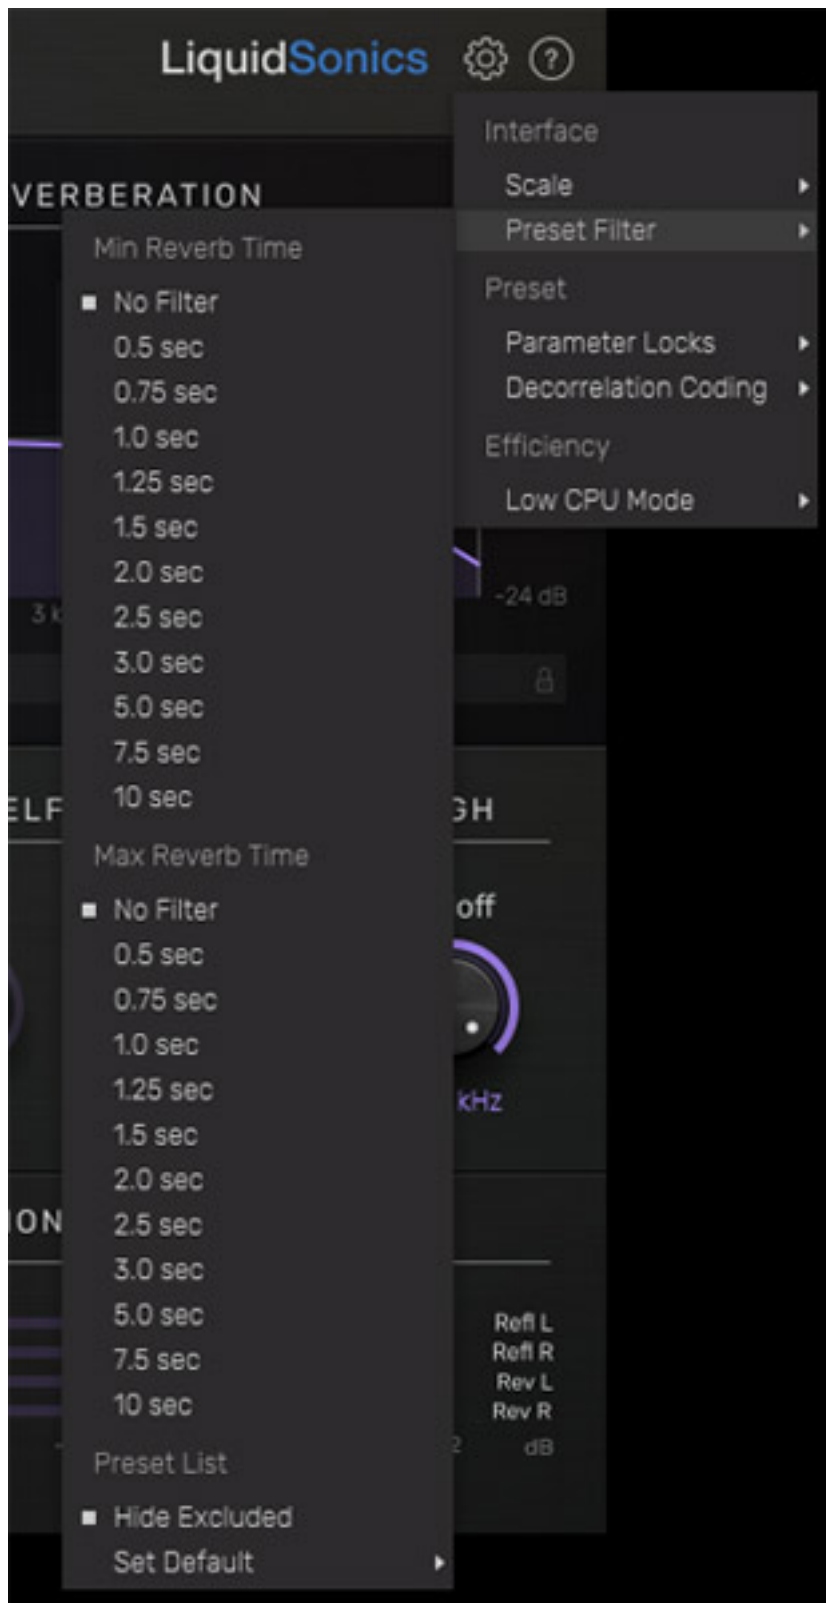 LiquidSonics
?
Interface
Scale
Preset Filter
Preset
Parameter Locks
Decorrelation Coding
Efficiency
Low CPU Mode
VERBERATION
Min Reverb Time
No Filter
0.5 sec
0.75 sec
1.0 sec
1.25 sec
1.5 sec
2.0 sec
2.5 sec
3.0 sec
5.0 sec
7.5 sec
10 sec
Max Reverb Time
No Filter
0.5 sec
0.75 sec
1.0 sec
1.25 sec
1.5 sec
2.0 sec
2.5 sec
3.0 sec
5.0 sec
7.5 sec
10 sec
Preset List
Hide Excluded
Set Default
3 k
-24 dB
ELF
GH
off
kHz
ION
Refl L
Refl R
Rev L
Rev R
2 dB